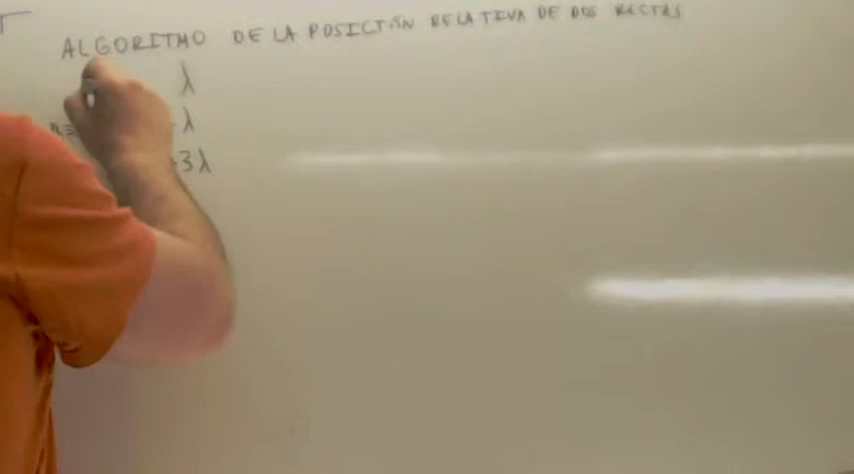 ALGORITMO DE LA POSICIÓN RELATIVA DE DOS RECTAS
λ
- λ
3λ